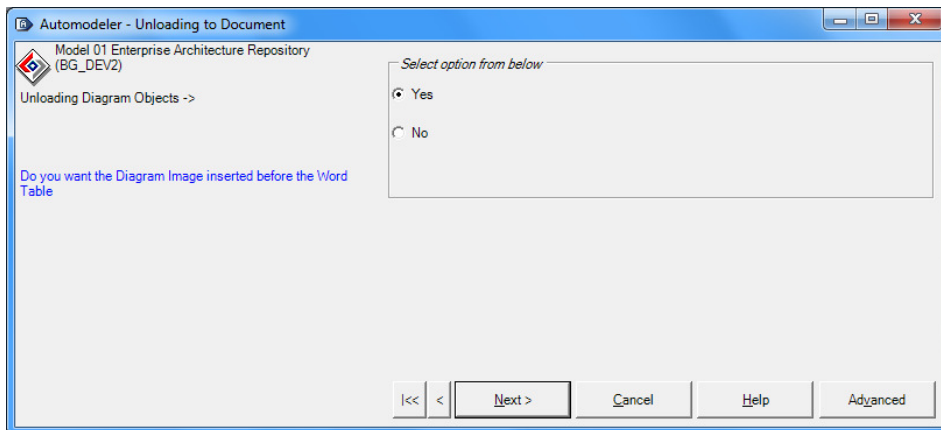 Automodeler - Unloading to Document
Model 01 Enterprise Architecture Repository
(BG_DEV2)
Unloading Diagram Objects ->
Do you want the Diagram Image inserted before the Word
Table
Select option from below
Yes
No
|<< < Next > Cancel Help Advanced